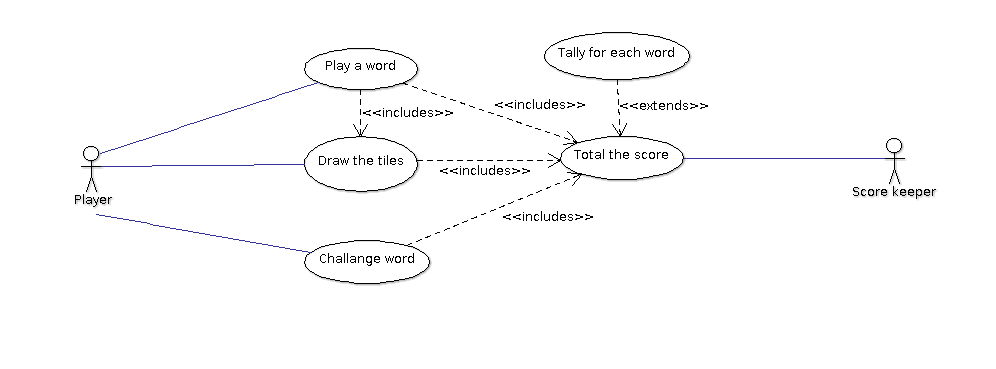 Tally for each word
Play a word
<<includes>>
<<extends>>
<<includes>>
Draw the tiles
Total the score
<<includes>>
Score keeper
Player
<<includes>>
Challange word